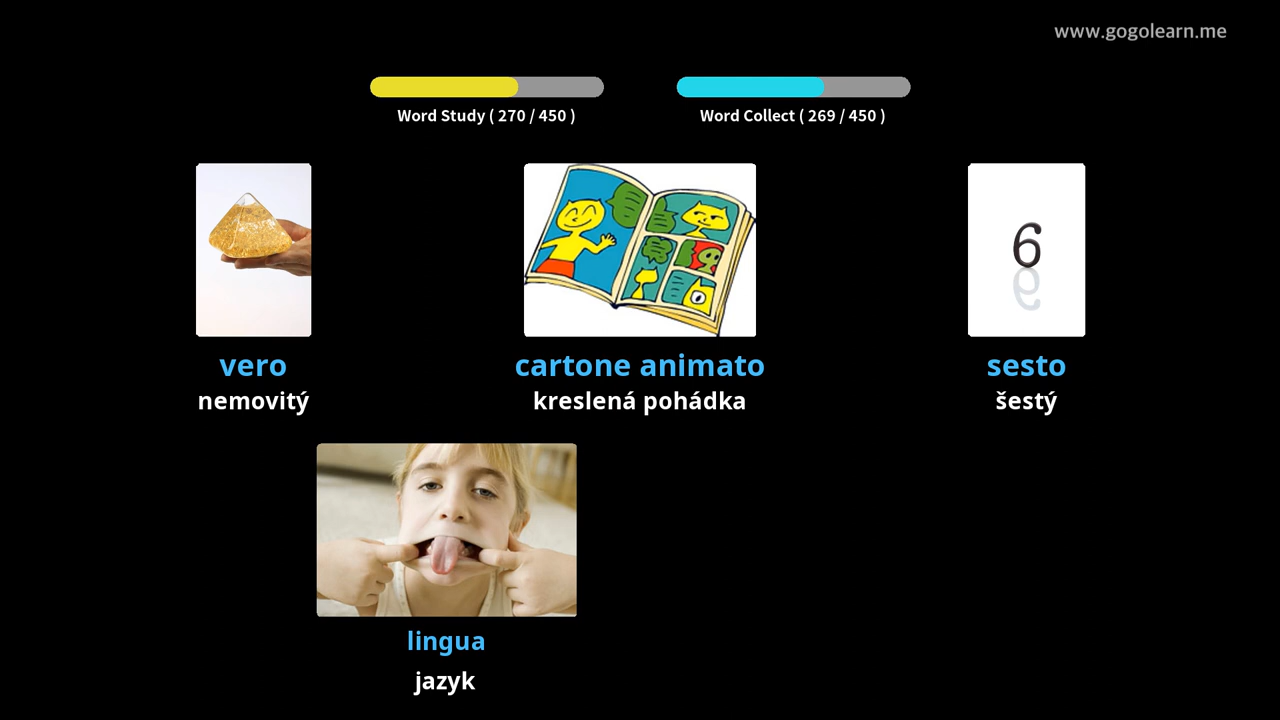 www.gogolearn.me
Word Study ( 270 / 450 )
Word Collect ( 269 / 450 )
6
vero
nemovitý
cartone animato
kreslená pohádka
sesto
šestý
lingua
jazyk